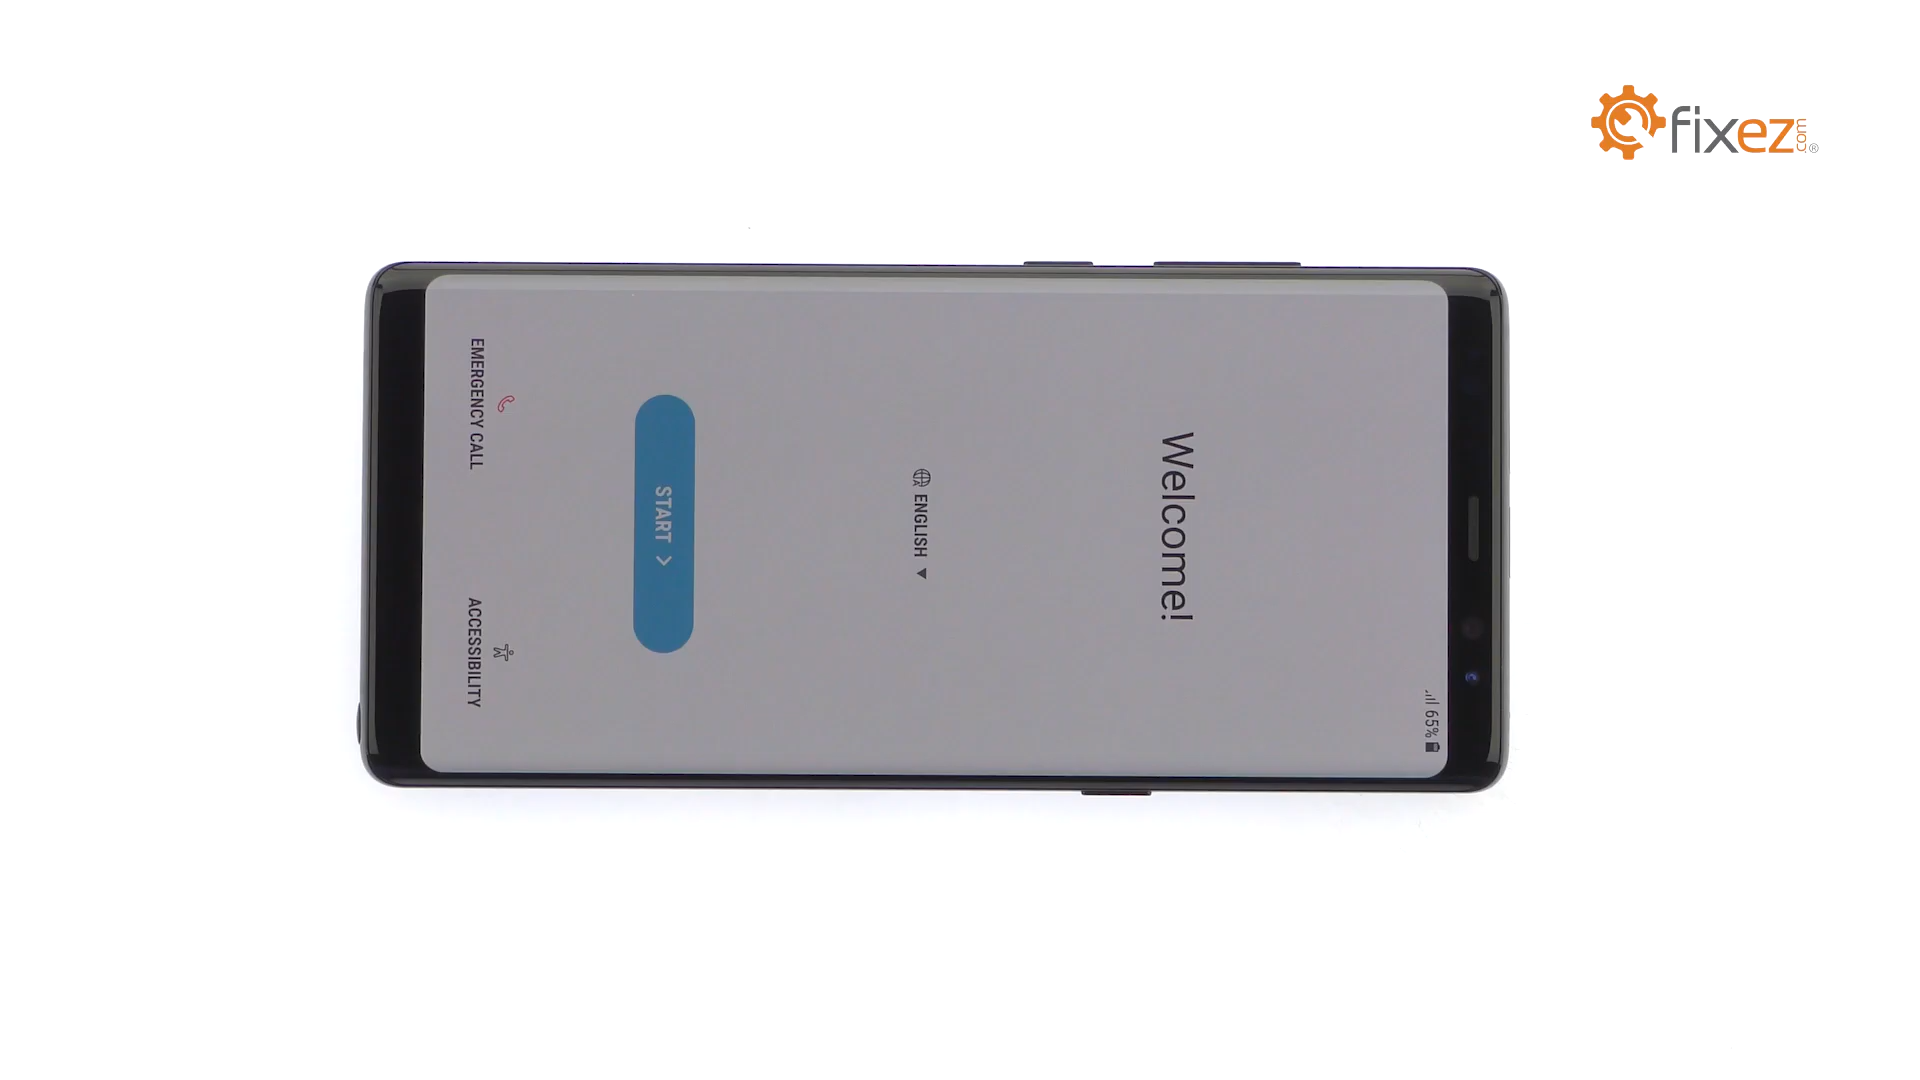 fixez.com®
65%
Welcome!
ENGLISH
START >
EMERGENCY CALL
ACCESSIBILITY